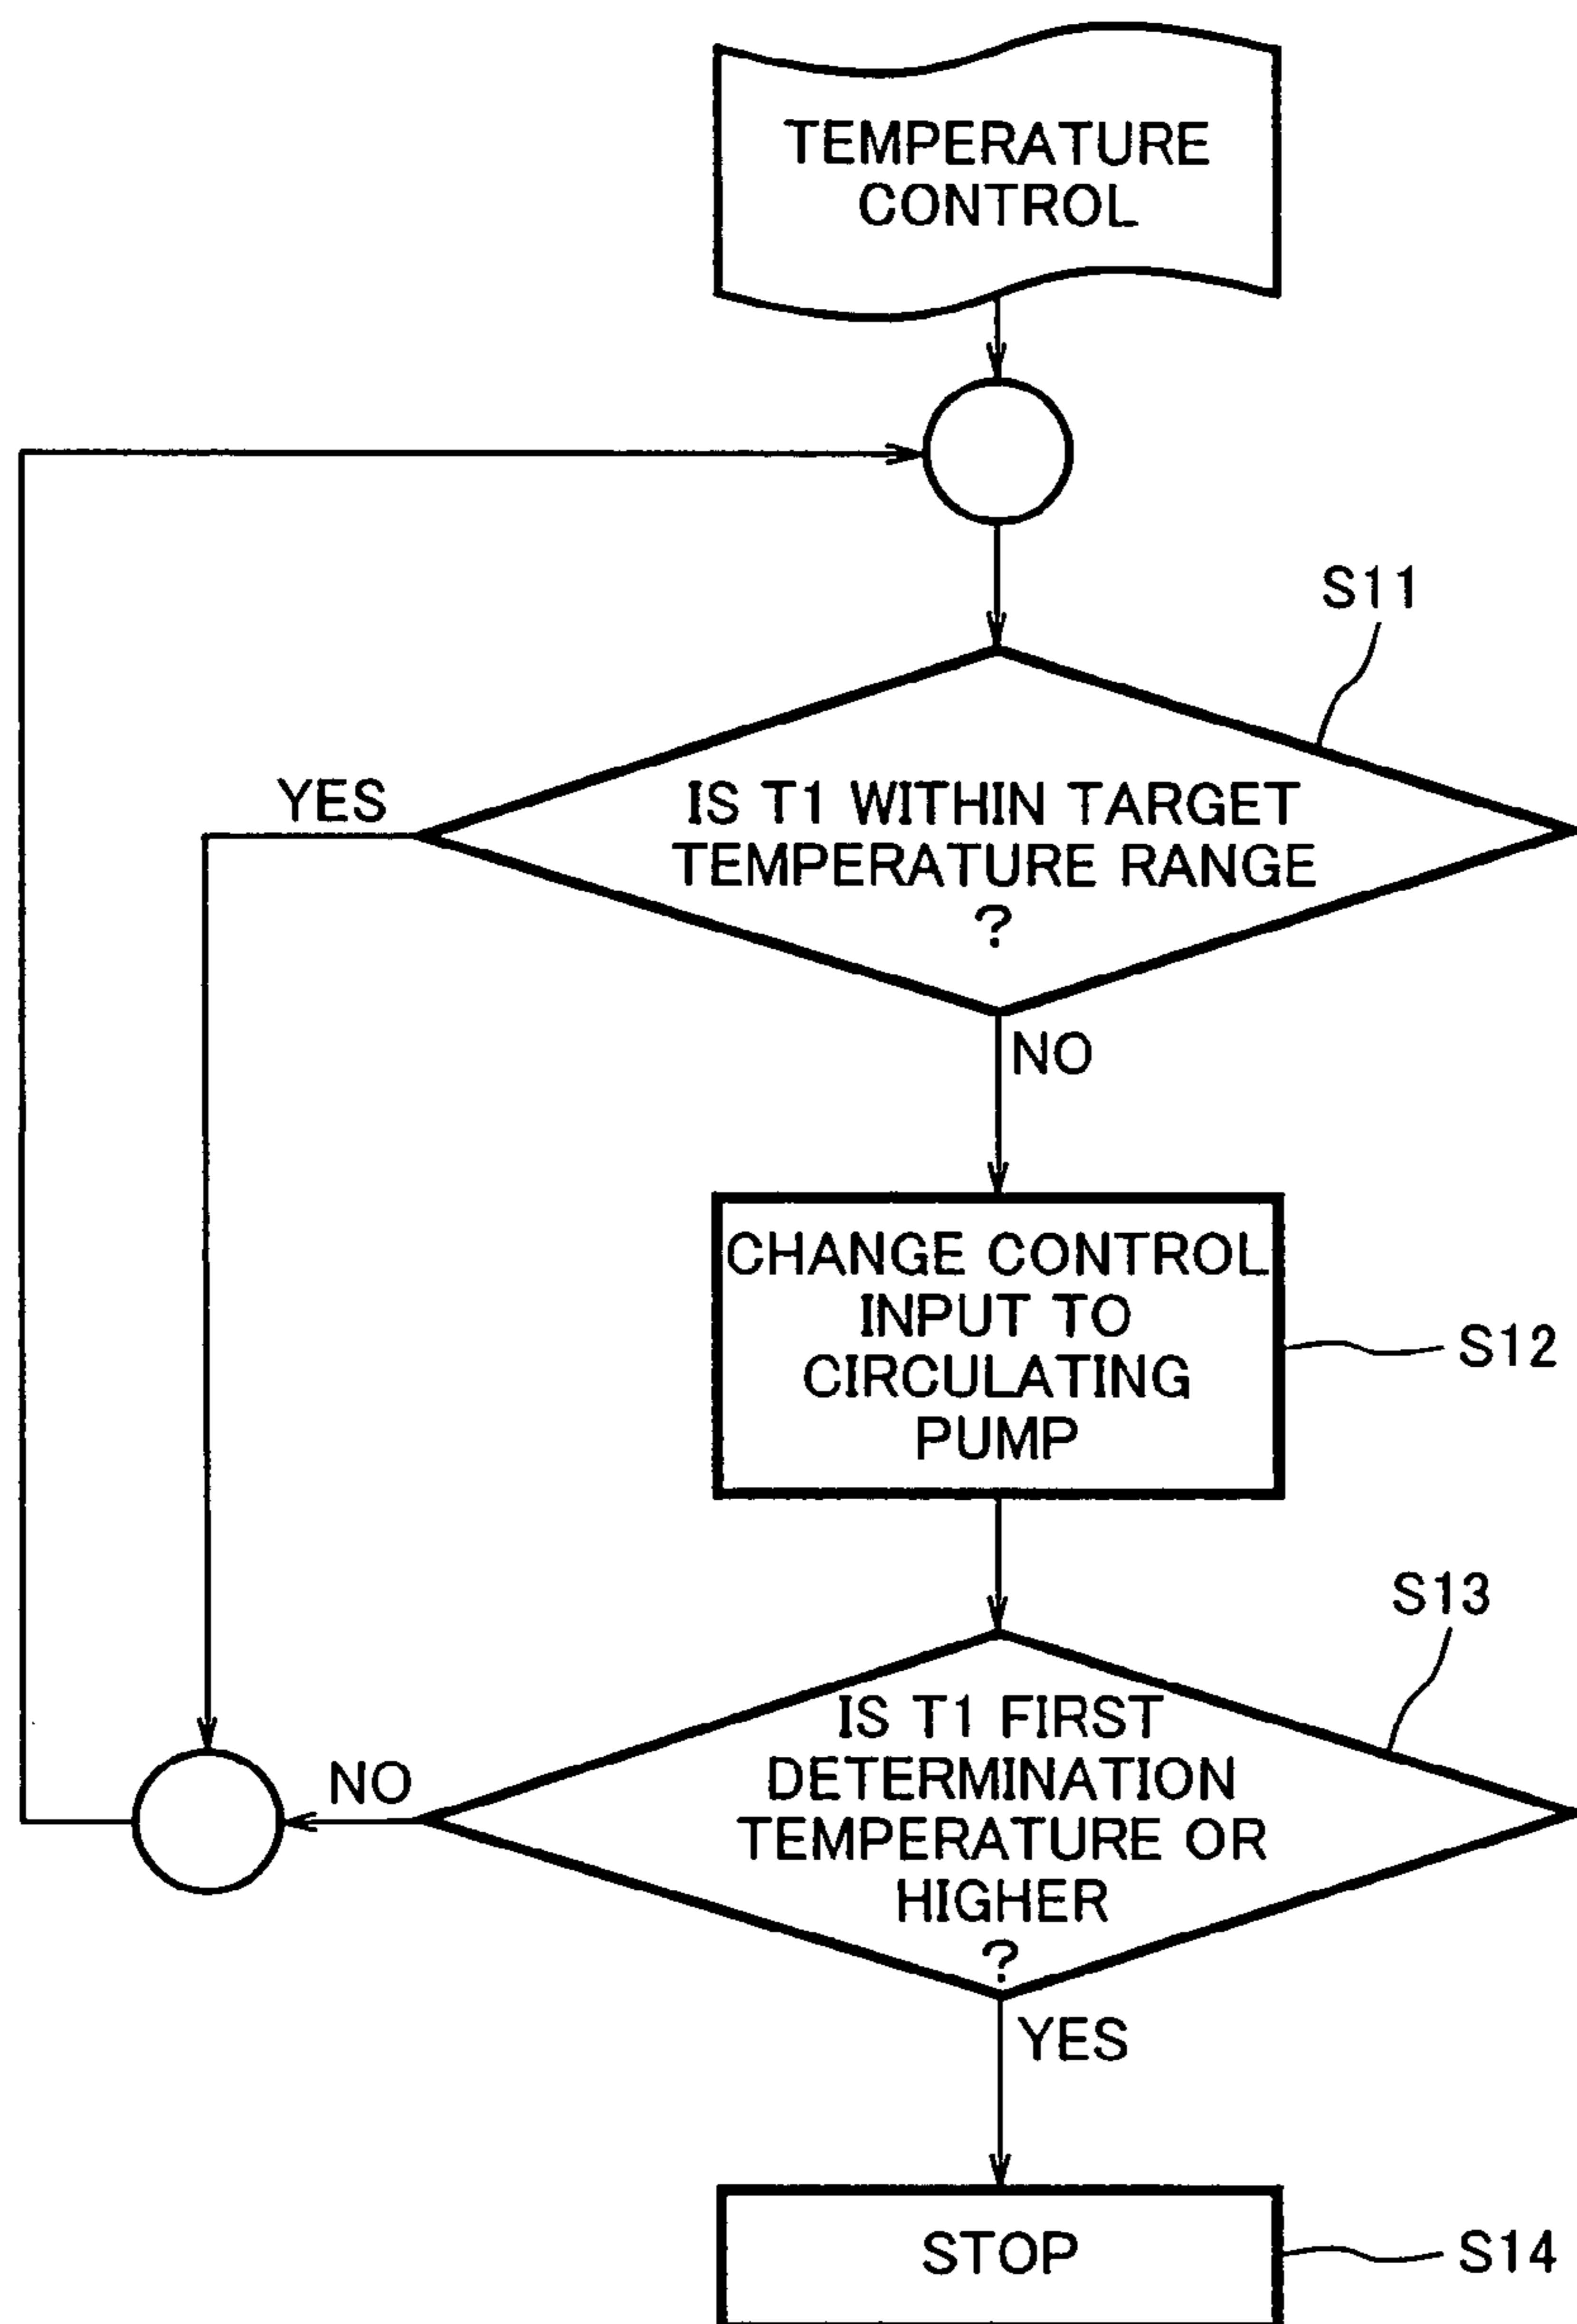 TEMPERATURE
CONTROL
S11
YES
IS T1 WITHIN TARGET
TEMPERATURE RANGE
?
NO
CHANGE CONTROL
INPUT TO
CIRCULATING
PUMP
S12
S13
IS T1 FIRST
DETERMINATION
TEMPERATURE OR
HIGHER
?
NO
YES
STOP
S14